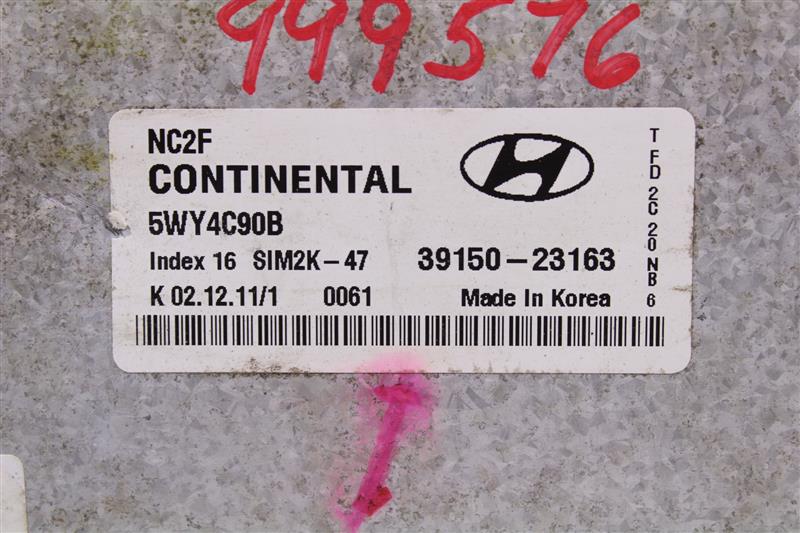 999576
NC2F
CONTINENTAL
5WY4C90B
Index 16 SIM2K-47 39150-23163
K 02.12.11/1 0061 Made In Korea
T FD 2C 20 NB 6